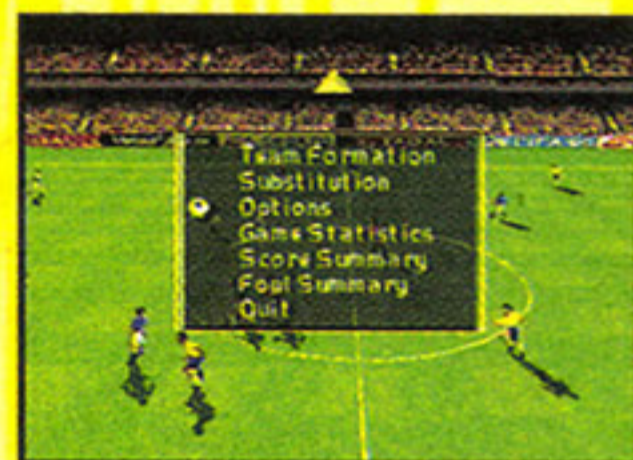 Team Formation
Substitution
Options
Game Statistics
Score Summary
Foul Summary
Quit